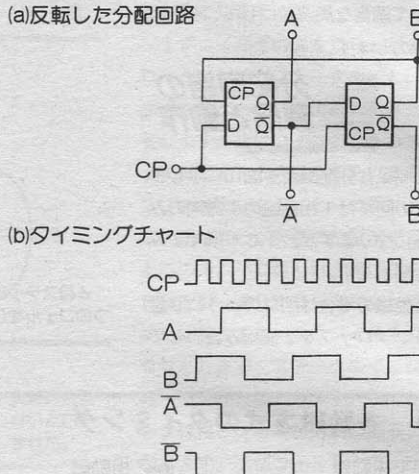 (a)反転した分配回路
A B
CP Q
D Q̅
D Q
CP Q̅
CP
A̅ B̅
(b)タイミングチャート
CP
A
B
A̅
B̅